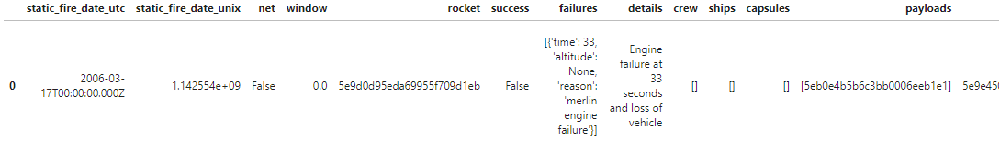 static_fire_date_utc static_fire_date_unix net window rocket success failures details crew ships capsules payloads
[{'time': 33,
'altitude': Engine
None, failure at
0 2006-03-17T00:00:00.000Z 1.142554e+09 False 0.0 5e9d0d95eda69955f709d1eb False 'reason': 33 [] [] [] [5eb0e4b5b6c3bb0006eeb1e1] 5e9e450
'merlin seconds
engine and loss of
failure'}] vehicle